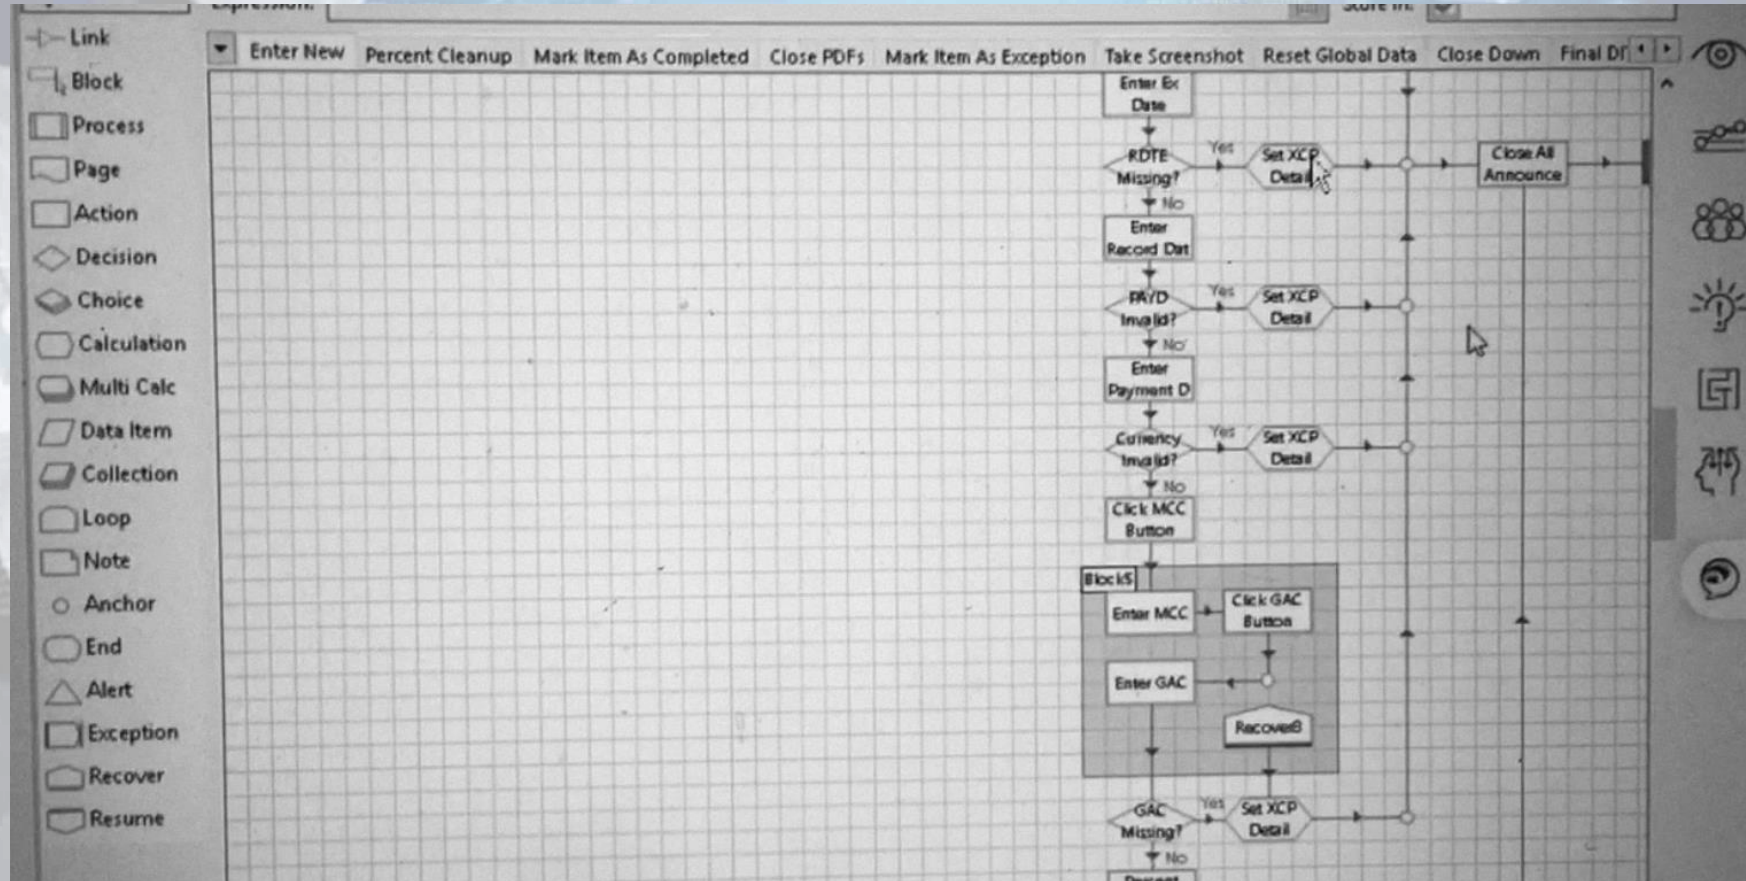 Expression:
Store In:
Link
Block
Process
Page
Action
Decision
Choice
Calculation
Multi Calc
Data Item
Collection
Loop
Note
Anchor
End
Alert
Exception
Recover
Resume
Enter New
Percent Cleanup
Mark Item As Completed
Close PDFs
Mark Item As Exception
Take Screenshot
Reset Global Data
Close Down
Final
Enter Ex
Date
RDTE
Missing?
Yes
Set XCP
Detail
Close All
Announce
No
Enter
Record Dat
PAYD
Invalid?
Yes
Set XCP
Detail
No
Enter
Payment D
Currency
Invalid?
Yes
Set XCP
Detail
No
Click MCC
Button
Block5
Enter MCC
Click GAC
Button
Enter GAC
Recover8
GAC
Missing?
Yes
Set XCP
Detail
No